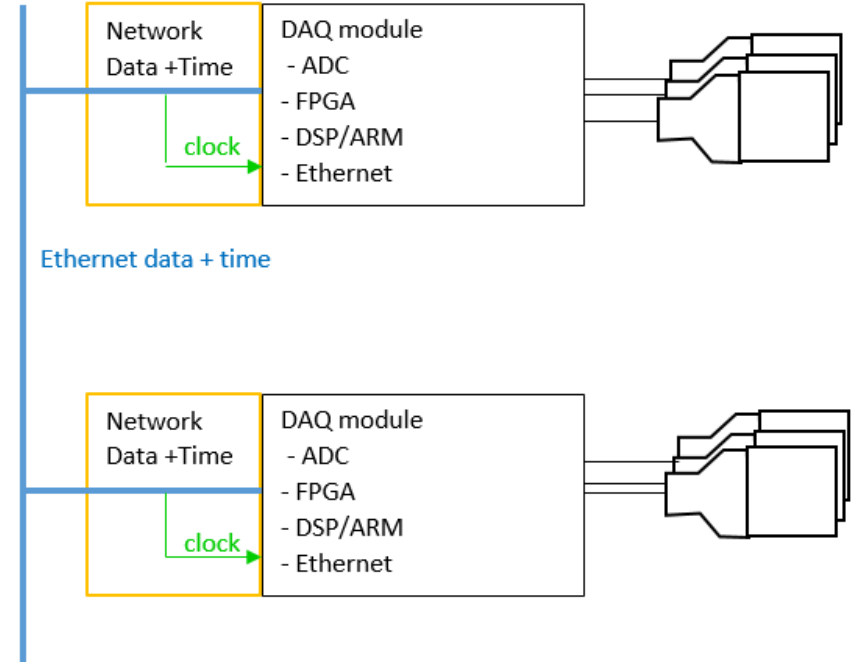 Network
Data +Time
DAQ module
- ADC
- FPGA
- DSP/ARM
- Ethernet
clock
Ethernet data + time
Network
Data +Time
DAQ module
- ADC
- FPGA
- DSP/ARM
- Ethernet
clock